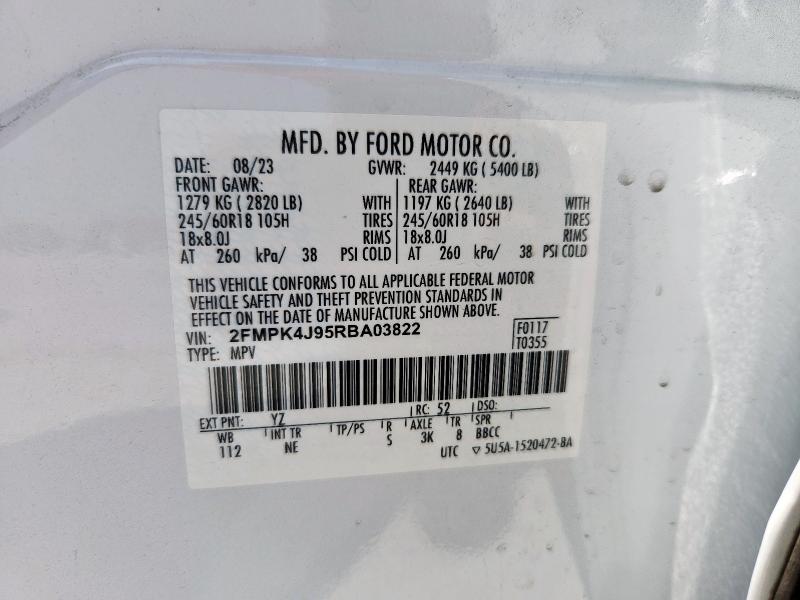 MFD. BY FORD MOTOR CO.
DATE: 08/23 GVWR: 2449 KG ( 5400 LB)
FRONT GAWR: REAR GAWR:
1279 KG ( 2820 LB) WITH 1197 KG ( 2640 LB) WITH
245/60R18 105H TIRES 245/60R18 105H TIRES
18x8.0J RIMS 18x8.0J RIMS
AT 260 kPa/ 38 PSI COLD AT 260 kPa/ 38 PSI COLD
THIS VEHICLE CONFORMS TO ALL APPLICABLE FEDERAL MOTOR
VEHICLE SAFETY AND THEFT PREVENTION STANDARDS IN
EFFECT ON THE DATE OF MANUFACTURE SHOWN ABOVE.
VIN: 2FMPK4J95RBA03822 F0117
TYPE: MPV T0355
EXT PNT: YZ RC: 52 DSO:
WB INT TR TP/PS R AXLE TR SPR
112 NE S 3K 8 BBCC
UTC ▽ 5U5A-1520472-BA